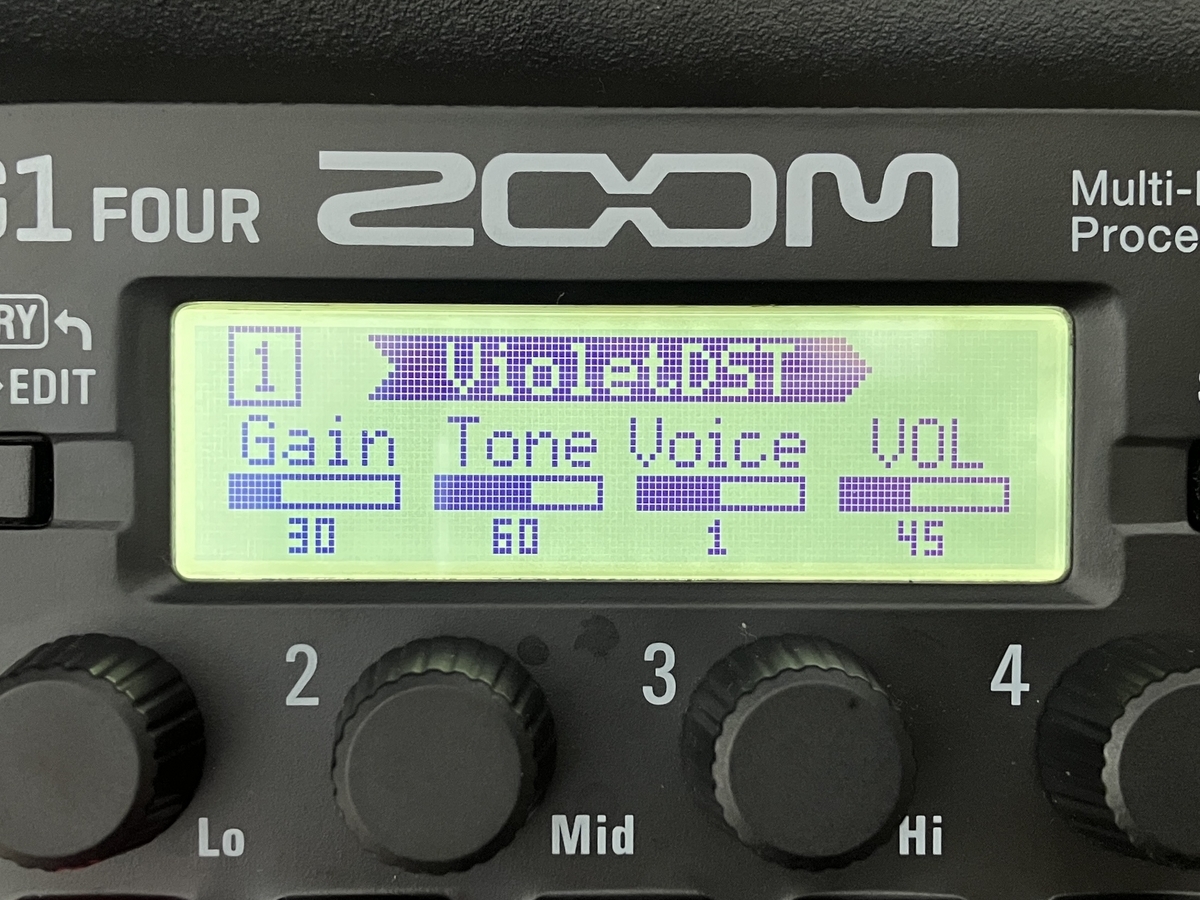 G1 FOUR ZOOM
Multi-
Proce
RY
EDIT
1 VioletDST
Gain Tone Voice VOL
30 60 1 45
2 3 4
Lo Mid Hi